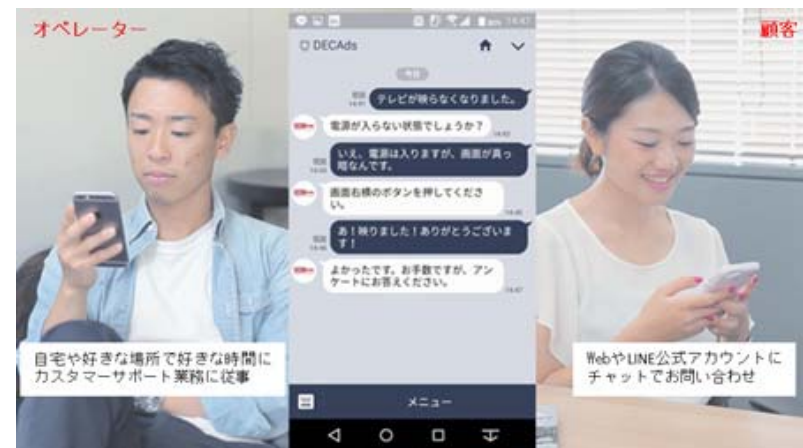 オペレーター
顧客
14:47
DECAds
今日
テレビが映らなくなりました。
電源が入らない状態でしょうか？
いえ、電源は入りますが、画面が真っ
暗なんです。
画面右横のボタンを押してくださ
い。
あ！映りました！ありがとうございま
す！
よかったです。お手数ですが、アン
ケートにお答えください。
14:47
メニュー
自宅や好きな場所で好きな時間に
カスタマーサポート業務に従事
WebやLINE公式アカウントに
チャットでお問い合わせ